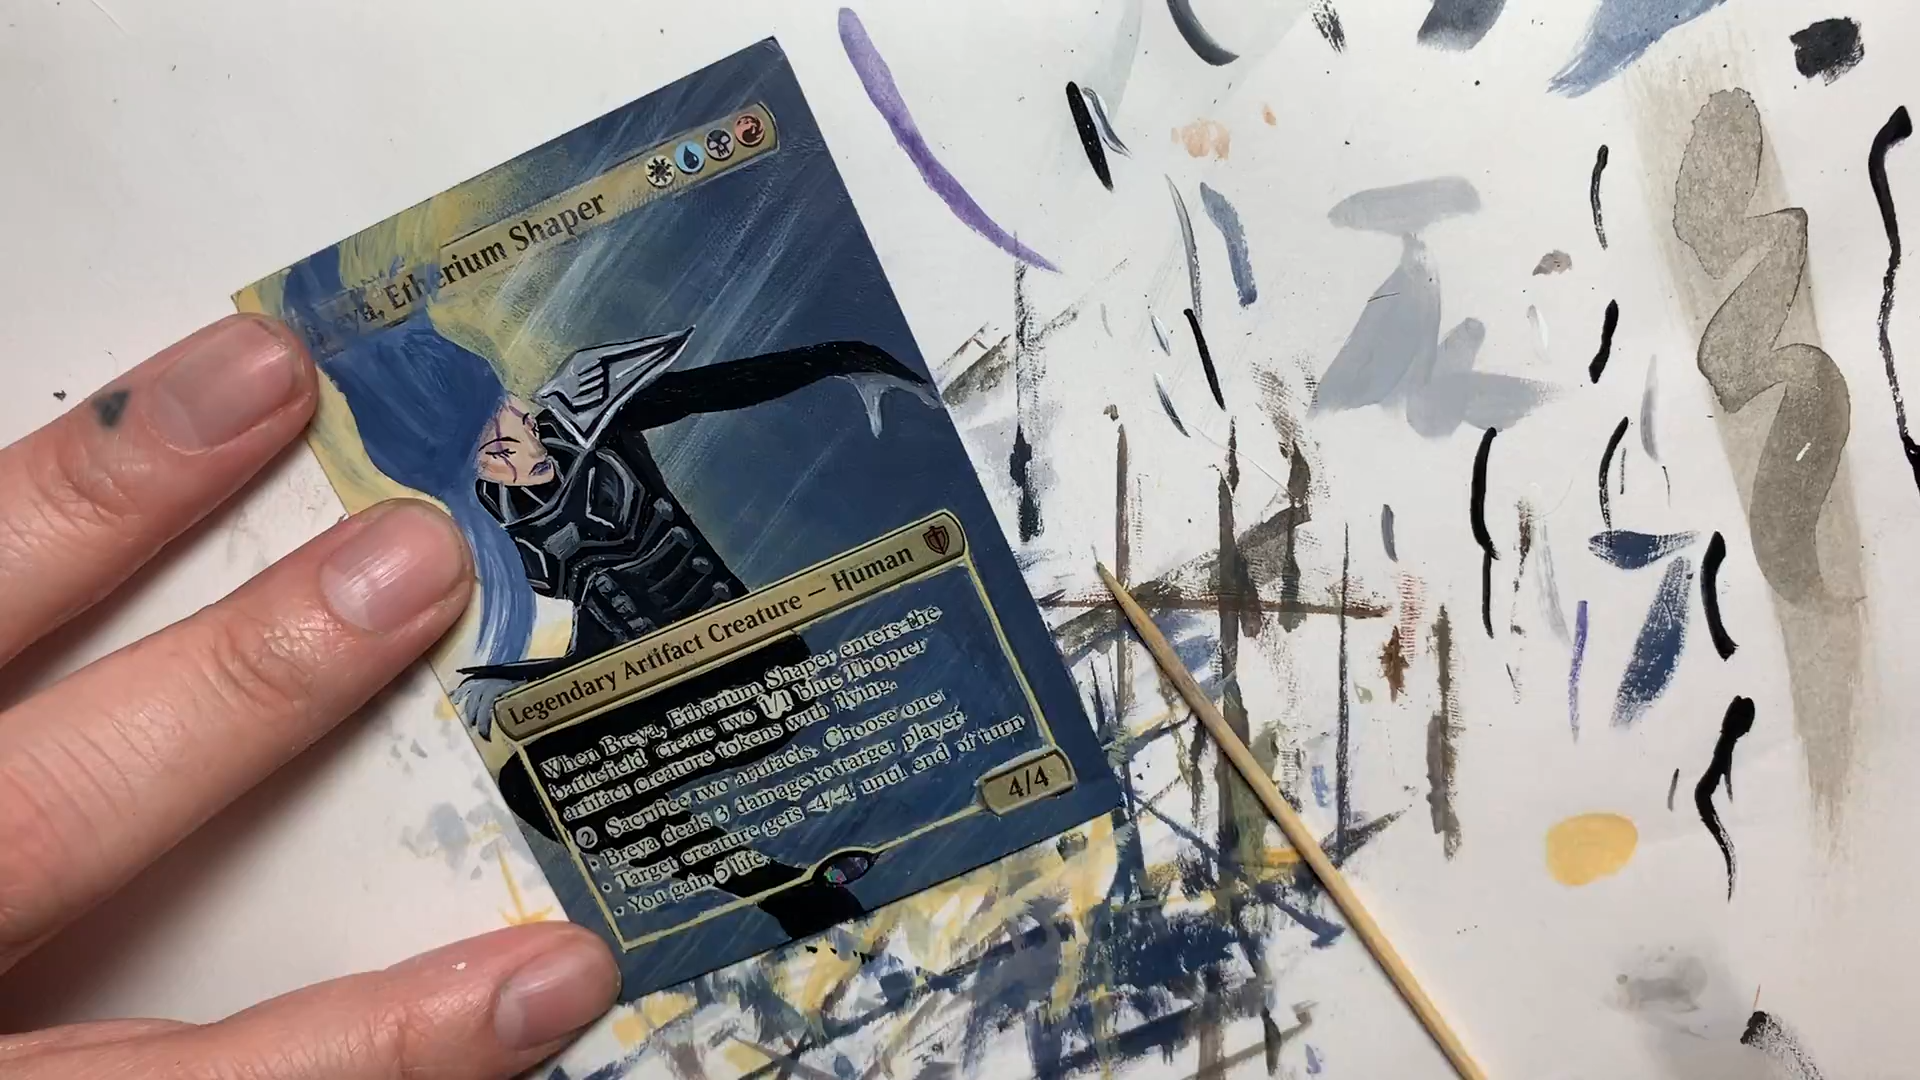 Breya, Etherium Shaper
Legendary Artifact Creature — Human
When Breya, Etherium Shaper enters the
battlefield create two 1/1 blue Thopter
artifact creature tokens with flying.
2 Sacrifice two artifacts. Choose one:
• Breya deals 3 damage to target player.
• Target creature gets -4/-4 until end of turn
• You gain 5 life.
4/4